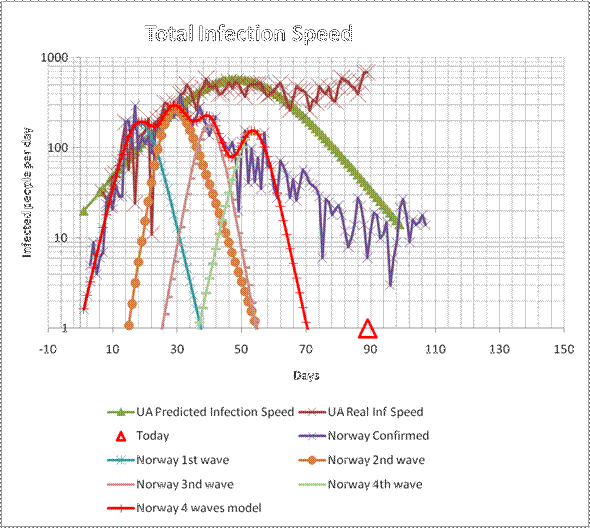 Total Infection Speed
Infected people per day
1000
100
10
1
-10 10 30 50 70 90 110 130 150
Days
UA Predicted Infection Speed UA Real Inf Speed
Today Norway Confirmed
Norway 1st wave Norway 2nd wave
Norway 3nd wave Norway 4th wave
Norway 4 waves model